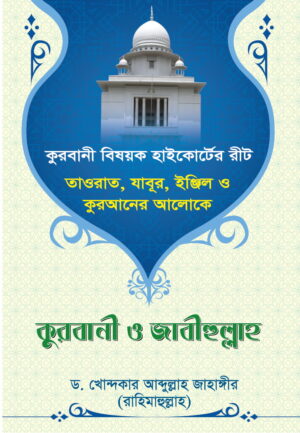 কুরবানী বিষয়ক হাইকোর্টের রীট
তাওরাত, যাবূর, ইঞ্জিল ও
কুরআনের আলোকে
কুরবানী ও জাবীহুল্লাহ
ড. খোন্দকার আব্দুল্লাহ জাহাঙ্গীর
(রাহিমাহুল্লাহ)